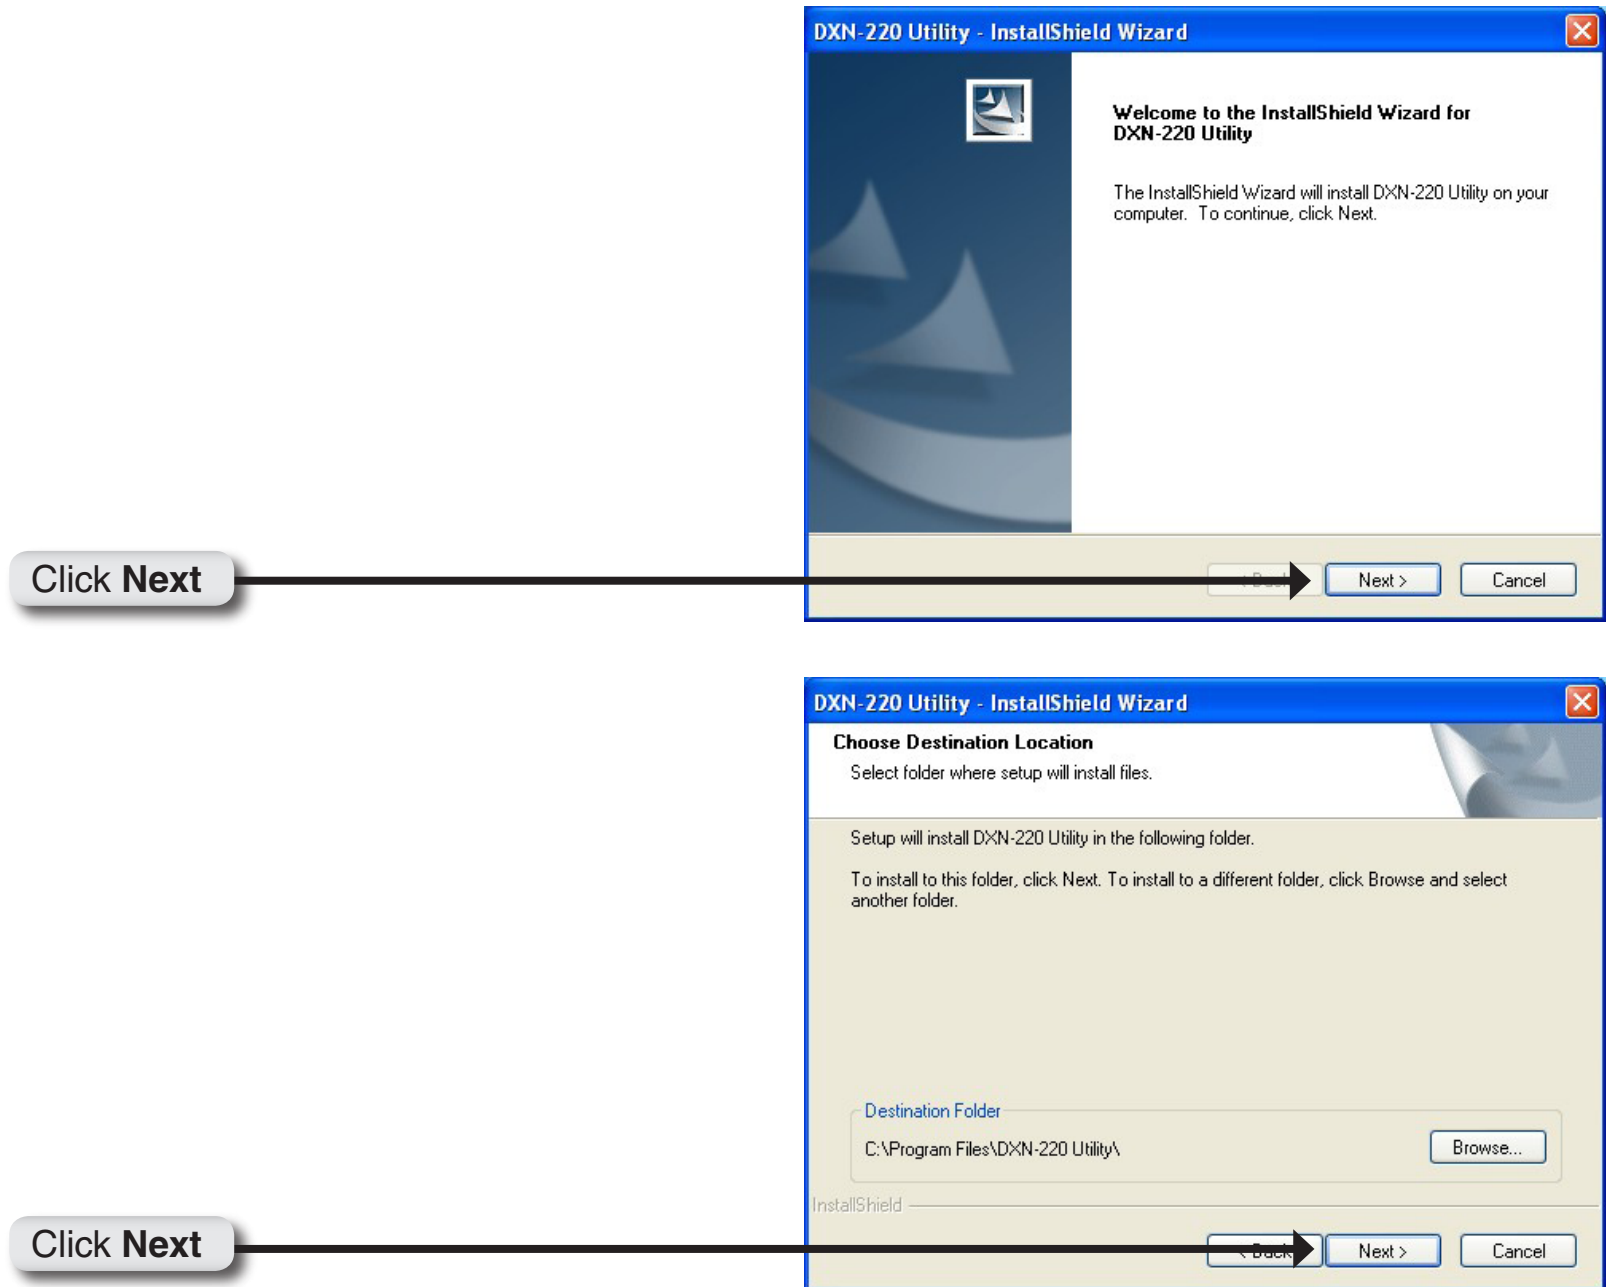 DXN-220 Utility - InstallShield Wizard
Welcome to the InstallShield Wizard for
DXN-220 Utility
The InstallShield Wizard will install DXN-220 Utility on your
computer. To continue, click Next.
Click Next
Next >
Cancel
DXN-220 Utility - InstallShield Wizard
Choose Destination Location
Select folder where setup will install files.
Setup will install DXN-220 Utility in the following folder.
To install to this folder, click Next. To install to a different folder, click Browse and select
another folder.
Destination Folder
C:\Program Files\DXN-220 Utility\
Browse...
InstallShield
Click Next
< Back
Next >
Cancel